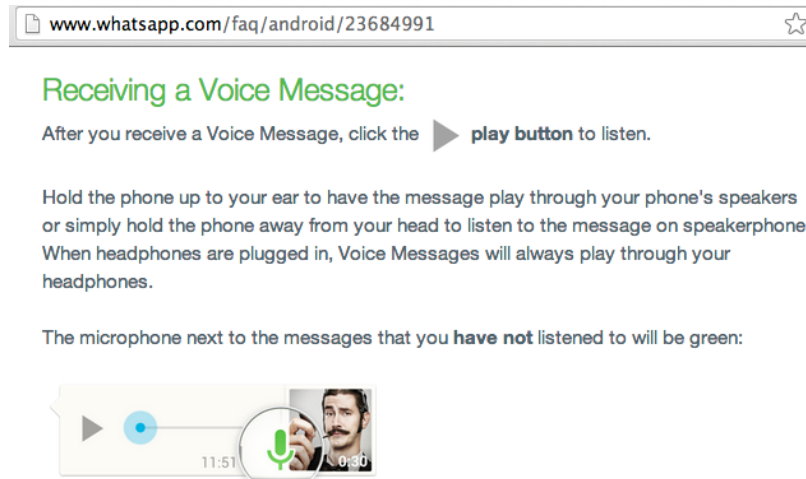 www.whatsapp.com/faq/android/23684991
Receiving a Voice Message:
After you receive a Voice Message, click the play button to listen.
Hold the phone up to your ear to have the message play through your phone's speakers
or simply hold the phone away from your head to listen to the message on speakerphone
When headphones are plugged in, Voice Messages will always play through your
headphones.
The microphone next to the messages that you have not listened to will be green:
11:51 0:30